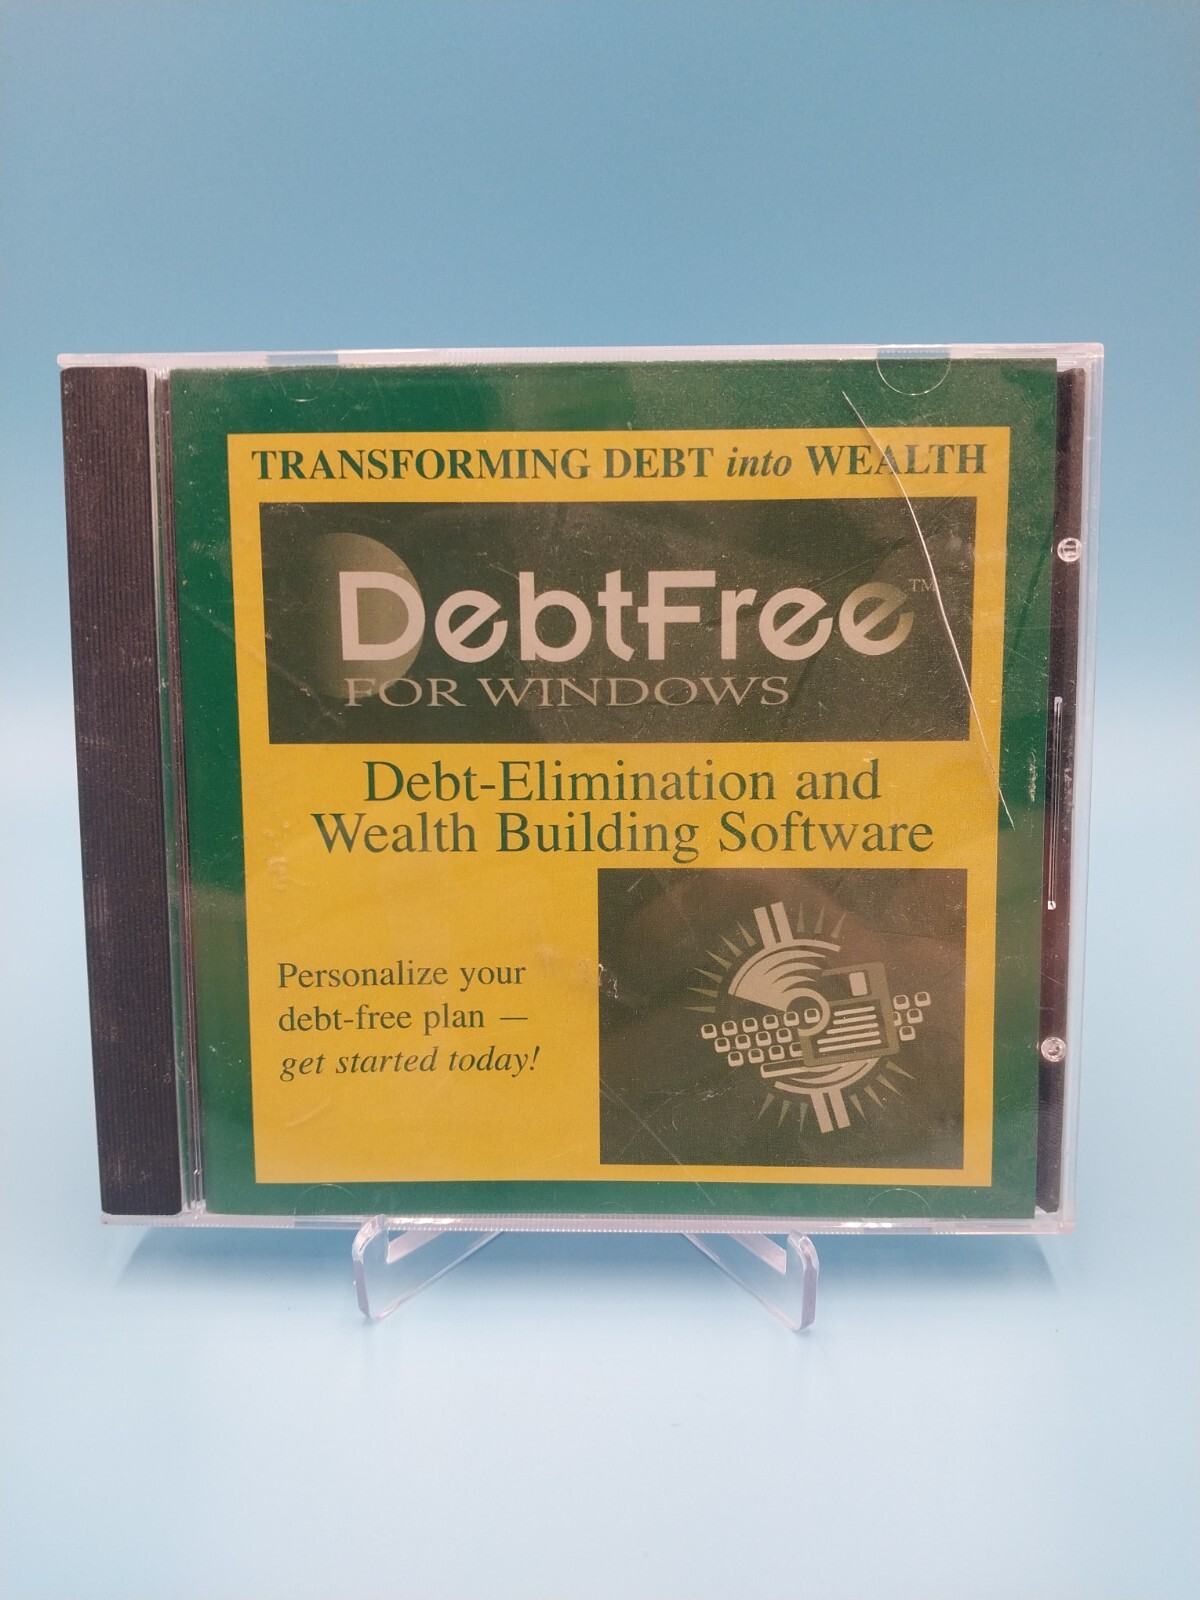 TRANSFORMING DEBT into WEALTH
DebtFree™
FOR WINDOWS
Debt-Elimination and
Wealth Building Software
Personalize your
debt-free plan —
get started today!